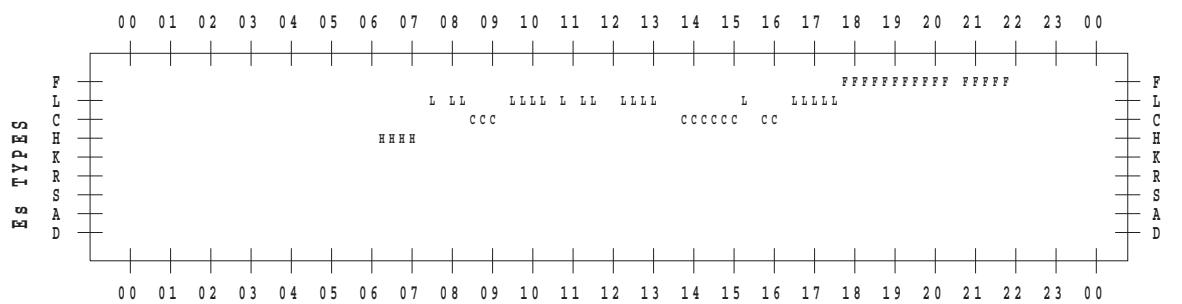 00 01 02 03 04 05 06 07 08 09 10 11 12 13 14 15 16 17 18 19 20 21 22 23 00
F FFFFFFFFFFF FFFFF F
L L LL LLLL L LL LLLL L LLLLL L
C CCC CCCCCC CC C
H HHHH H
K K
R R
S S
A A
D D
Es TYPES
00 01 02 03 04 05 06 07 08 09 10 11 12 13 14 15 16 17 18 19 20 21 22 23 00